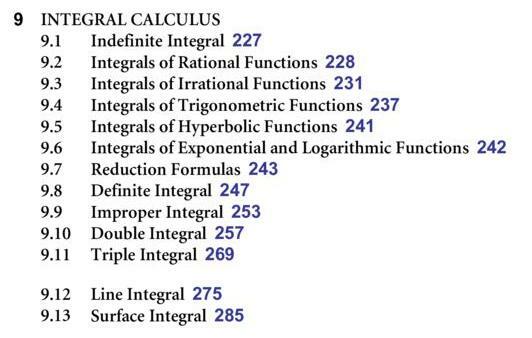 9 INTEGRAL CALCULUS
9.1 Indefinite Integral 227
9.2 Integrals of Rational Functions 228
9.3 Integrals of Irrational Functions 231
9.4 Integrals of Trigonometric Functions 237
9.5 Integrals of Hyperbolic Functions 241
9.6 Integrals of Exponential and Logarithmic Functions 242
9.7 Reduction Formulas 243
9.8 Definite Integral 247
9.9 Improper Integral 253
9.10 Double Integral 257
9.11 Triple Integral 269
9.12 Line Integral 275
9.13 Surface Integral 285